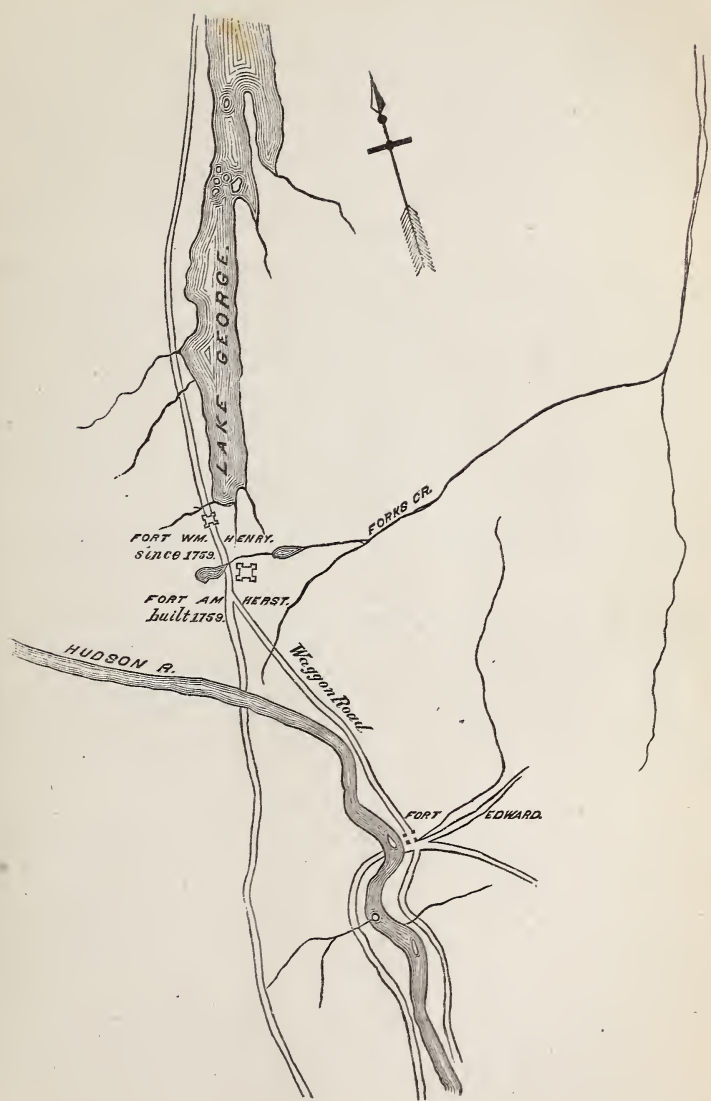 LAKE GEORGE.
FORKS CR.
FORT WM. HENRY.
since 1759.
FORT AMHERST.
built 1759.
HUDSON R.
Waggon Road
FORT EDWARD.